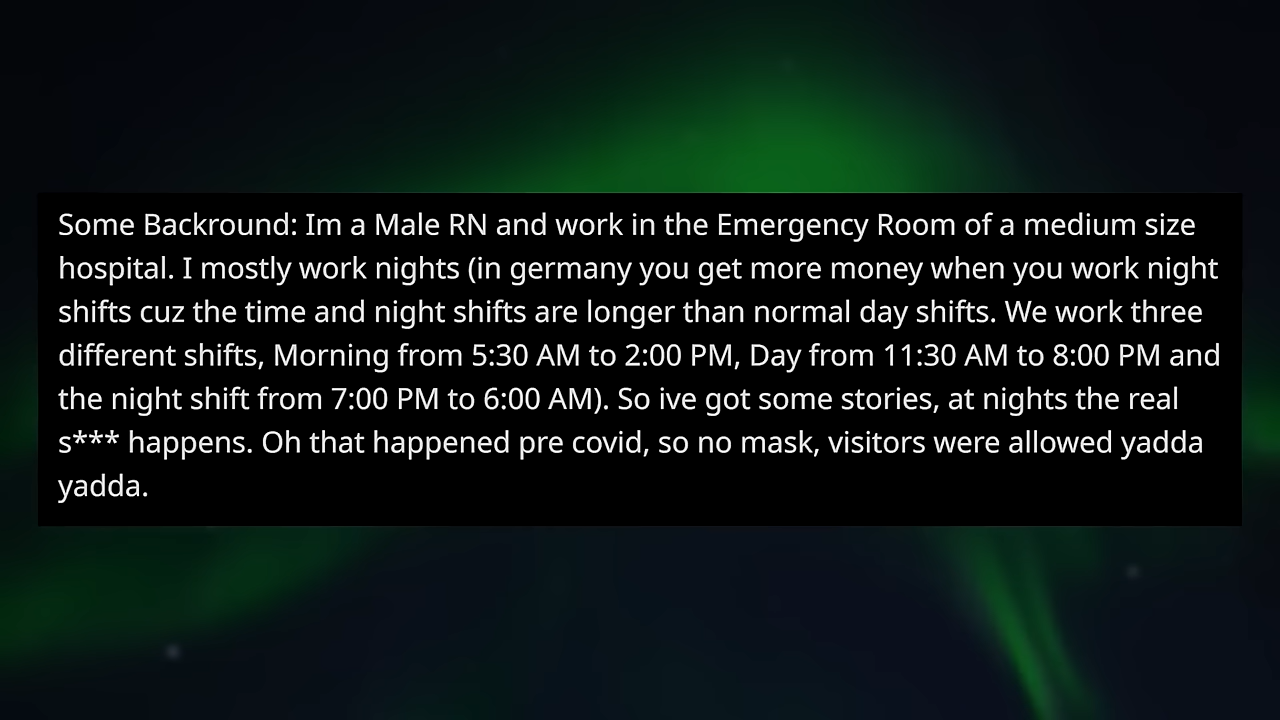 Some Backround: Im a Male RN and work in the Emergency Room of a medium size
hospital. I mostly work nights (in germany you get more money when you work night
shifts cuz the time and night shifts are longer than normal day shifts. We work three
different shifts, Morning from 5:30 AM to 2:00 PM, Day from 11:30 AM to 8:00 PM and
the night shift from 7:00 PM to 6:00 AM). So ive got some stories, at nights the real
s*** happens. Oh that happened pre covid, so no mask, visitors were allowed yadda
yadda.